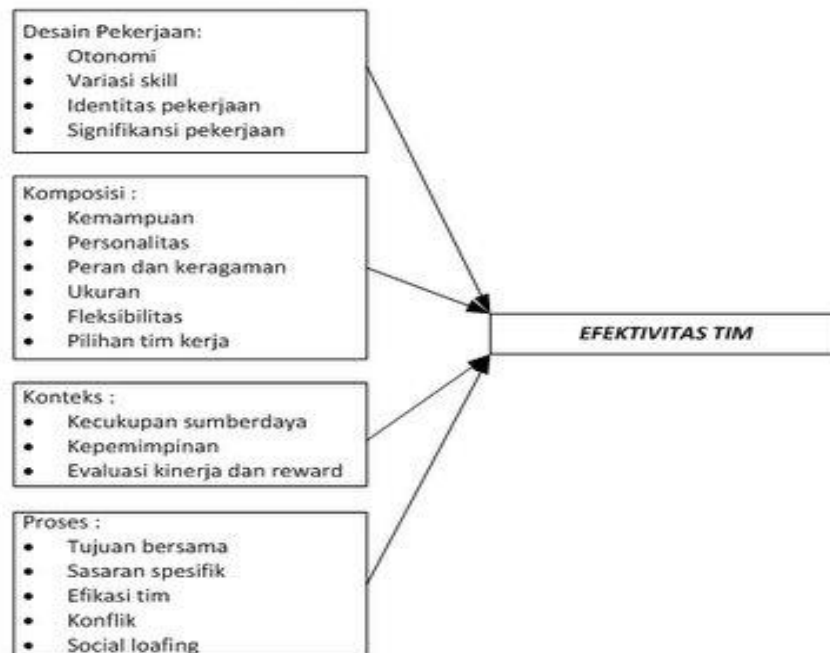 Desain Pekerjaan:
• Otonomi
• Variasi skill
• Identitas pekerjaan
• Signifikansi pekerjaan
Komposisi :
• Kemampuan
• Personalitas
• Peran dan keragaman
• Ukuran
• Fleksibilitas
• Pilihan tim kerja
Konteks :
• Kecukupan sumberdaya
• Kepemimpinan
• Evaluasi kinerja dan reward
Proses :
• Tujuan bersama
• Sasaran spesifik
• Efikasi tim
• Konflik
• Social loafing
EFEKTIVITAS TIM